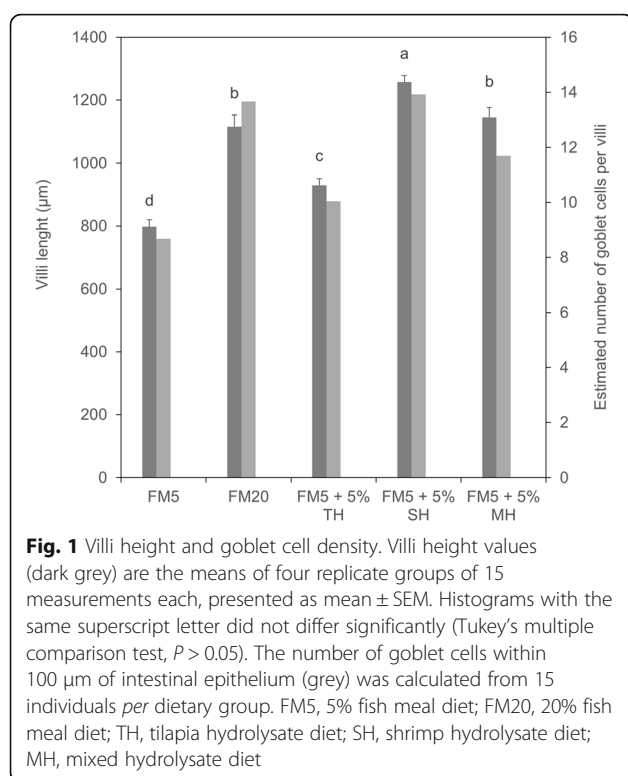 1400
1200
1000
800
600
400
200
0
Villi lenght (µm)
d
b
c
a
b
16
14
12
10
8
6
4
2
0
Estimated number of goblet cells per villi
FM5
FM20
FM5 + 5%
TH
FM5 + 5%
SH
FM5 + 5%
MH
Fig. 1 Villi height and goblet cell density. Villi height values
(dark grey) are the means of four replicate groups of 15
measurements each, presented as mean ± SEM. Histograms with the
same superscript letter did not differ significantly (Tukey's multiple
comparison test, P > 0.05). The number of goblet cells within
100 µm of intestinal epithelium (grey) was calculated from 15
individuals per dietary group. FM5, 5% fish meal diet; FM20, 20% fish
meal diet; TH, tilapia hydrolysate diet; SH, shrimp hydrolysate diet;
MH, mixed hydrolysate diet